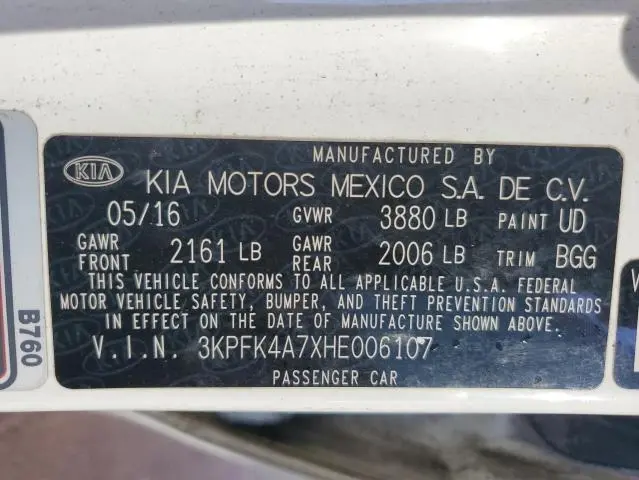 MANUFACTURED BY
KIA KIA MOTORS MEXICO S.A. DE C.V.
05/16 GVWR 3880 LB PAINT UD
GAWR FRONT 2161 LB GAWR REAR 2006 LB TRIM BGG
THIS VEHICLE CONFORMS TO ALL APPLICABLE U.S.A. FEDERAL
MOTOR VEHICLE SAFETY, BUMPER, AND THEFT PREVENTION STANDARDS
IN EFFECT ON THE DATE OF MANUFACTURE SHOWN ABOVE.
V.I.N. 3KPFK4A7XHE006107
PASSENGER CAR
B760